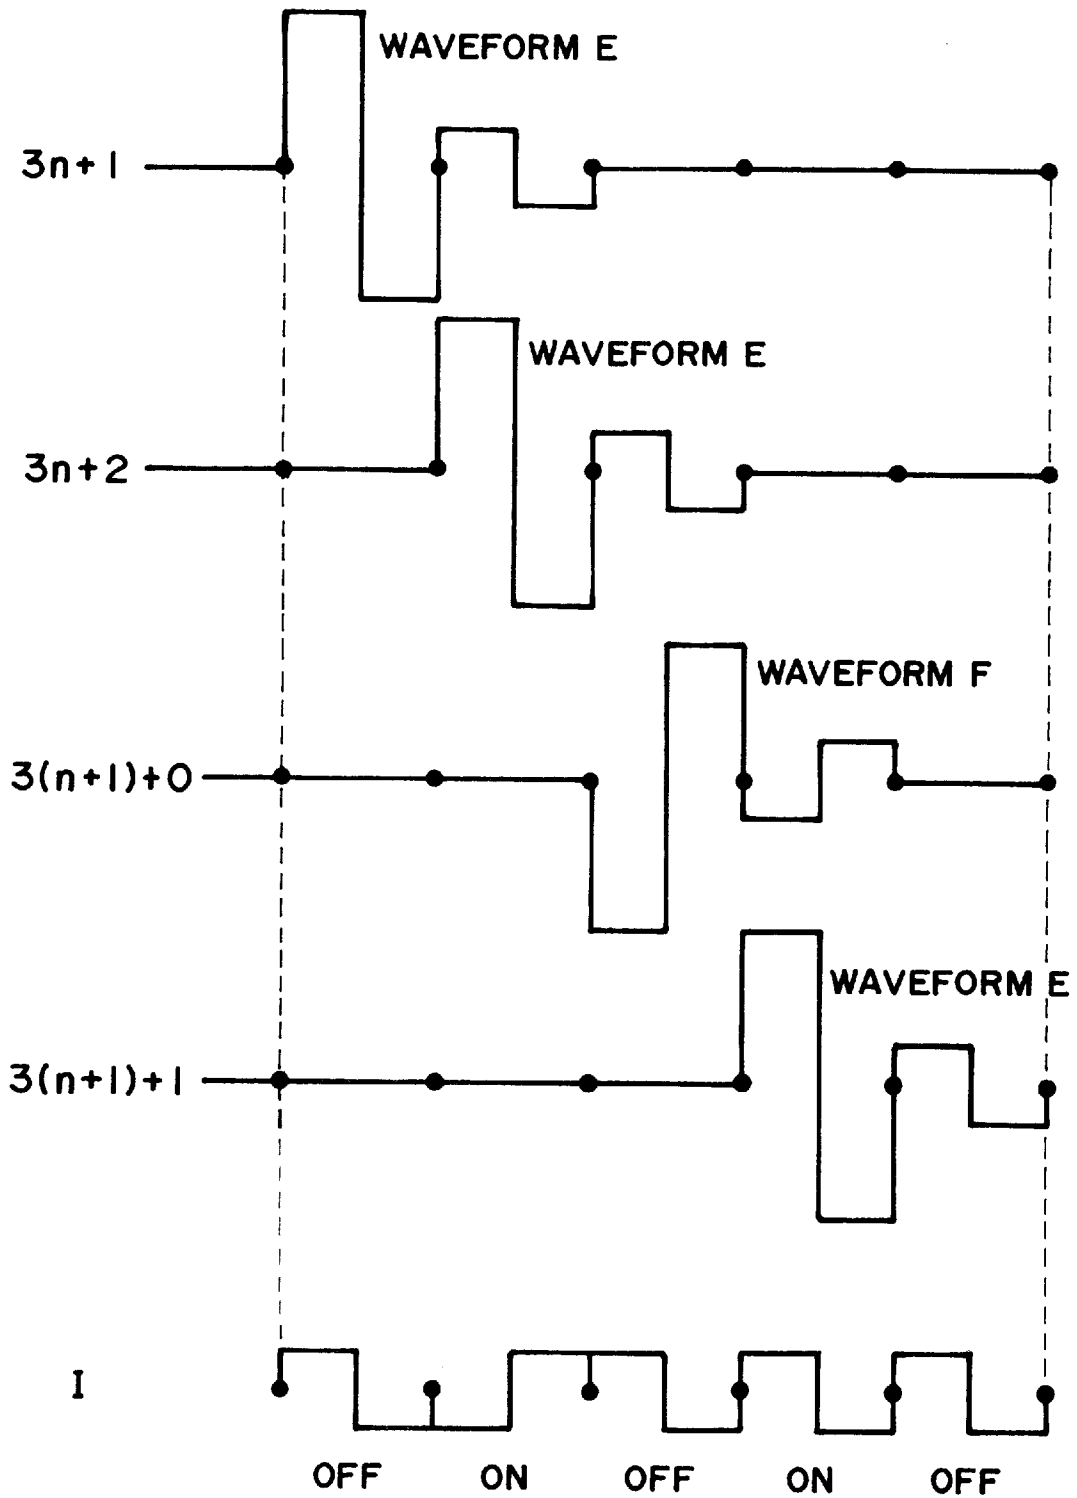 WAVEFORM E
3n+1
WAVEFORM E
3n+2
WAVEFORM F
3(n+1)+0
WAVEFORM E
3(n+1)+1
I
OFF ON OFF ON OFF